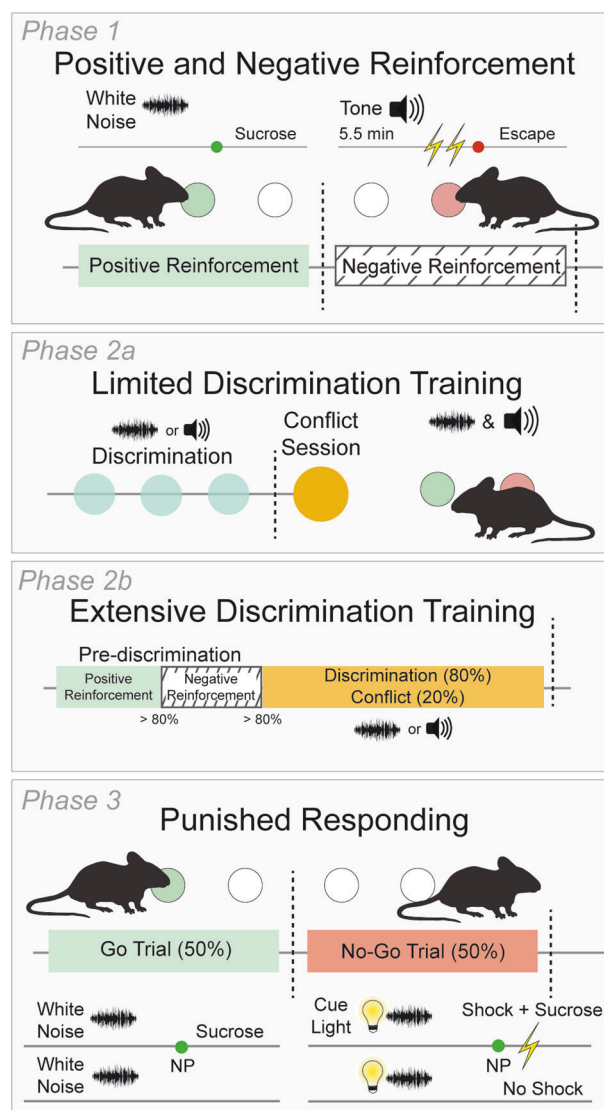 Phase 1
Positive and Negative Reinforcement
White
Noise
Sucrose
Tone
5.5 min
Escape
Positive Reinforcement
Negative Reinforcement
Phase 2a
Limited Discrimination Training
or
Discrimination
Conflict
Session
&
Phase 2b
Extensive Discrimination Training
Pre-discrimination
Positive
Reinforcement
Negative
Reinforcement
Discrimination (80%)
Conflict (20%)
> 80%
> 80%
or
Phase 3
Punished Responding
Go Trial (50%)
No-Go Trial (50%)
White
Noise
Sucrose
NP
White
Noise
Cue
Light
Shock + Sucrose
NP
No Shock